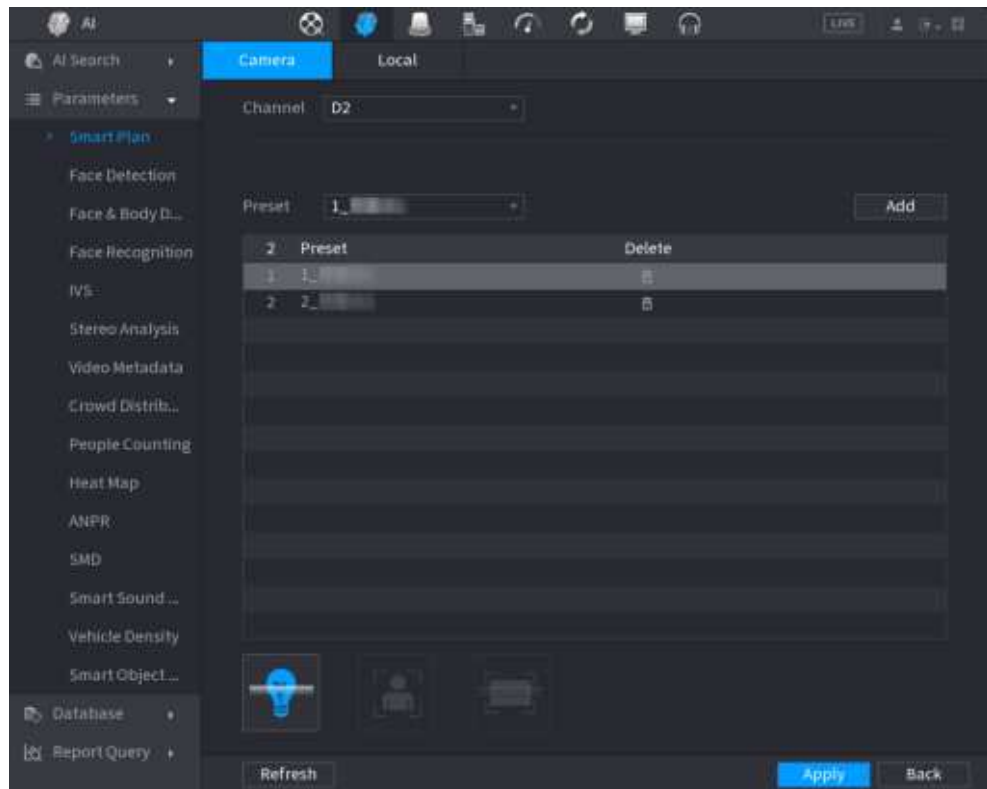 AI
LIVE
AI Search
Camera
Local
Parameters
Channel
D2
Smart Plan
Face Detection
Face & Body D...
Preset
1_
Add
Face Recognition
2
Preset
Delete
1
1_
IVS
2
2_
Stereo Analysis
Video Metadata
Crowd Distrib...
People Counting
Heat Map
ANPR
SMD
Smart Sound ...
Vehicle Density
Smart Object ...
Database
Report Query
Refresh
Apply
Back